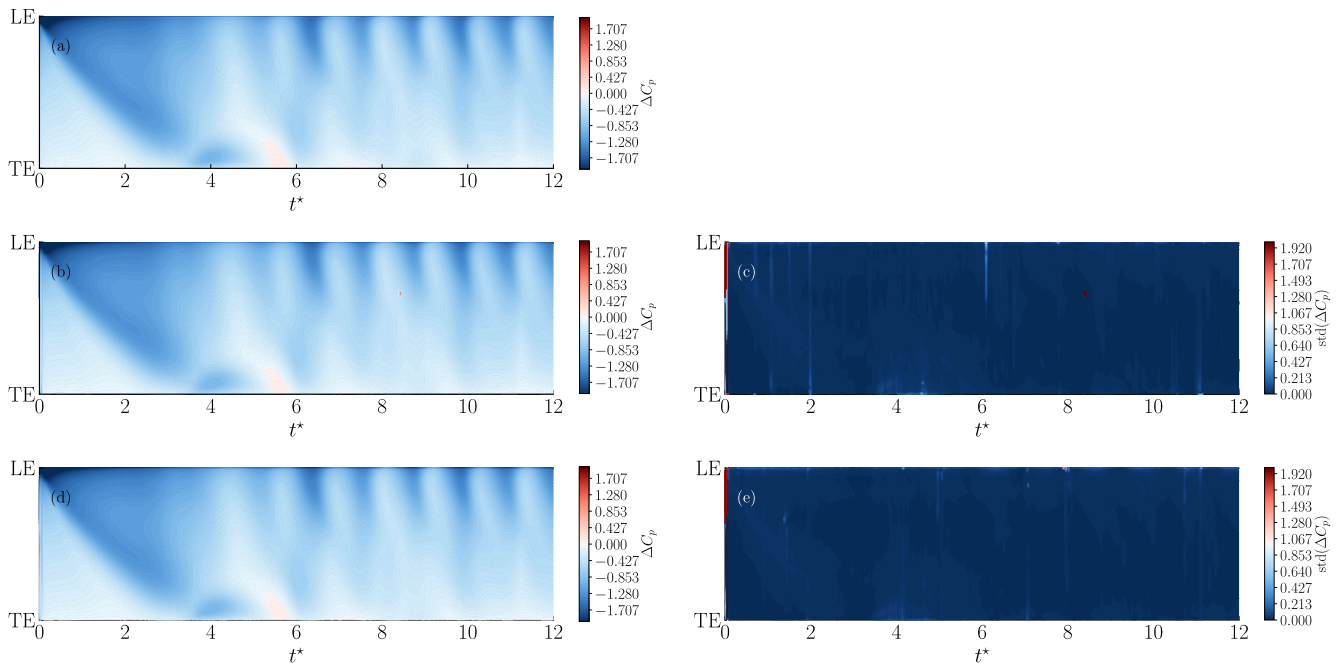 LE
(a)
TE
0 2 4 6 8 10 12
t⋆
1.707
1.280
0.853
0.427
0.000
−0.427
−0.853
−1.280
−1.707
ΔC_p
LE
(b)
TE
0 2 4 6 8 10 12
t⋆
1.707
1.280
0.853
0.427
0.000
−0.427
−0.853
−1.280
−1.707
ΔC_p
LE
(c)
TE
0 2 4 6 8 10 12
t⋆
1.920
1.707
1.493
1.280
1.067
0.853
0.640
0.427
0.213
0.000
std(ΔC_p)
LE
(d)
TE
0 2 4 6 8 10 12
t⋆
1.707
1.280
0.853
0.427
0.000
−0.427
−0.853
−1.280
−1.707
ΔC_p
LE
(e)
TE
0 2 4 6 8 10 12
t⋆
1.920
1.707
1.493
1.280
1.067
0.853
0.640
0.427
0.213
0.000
std(ΔC_p)